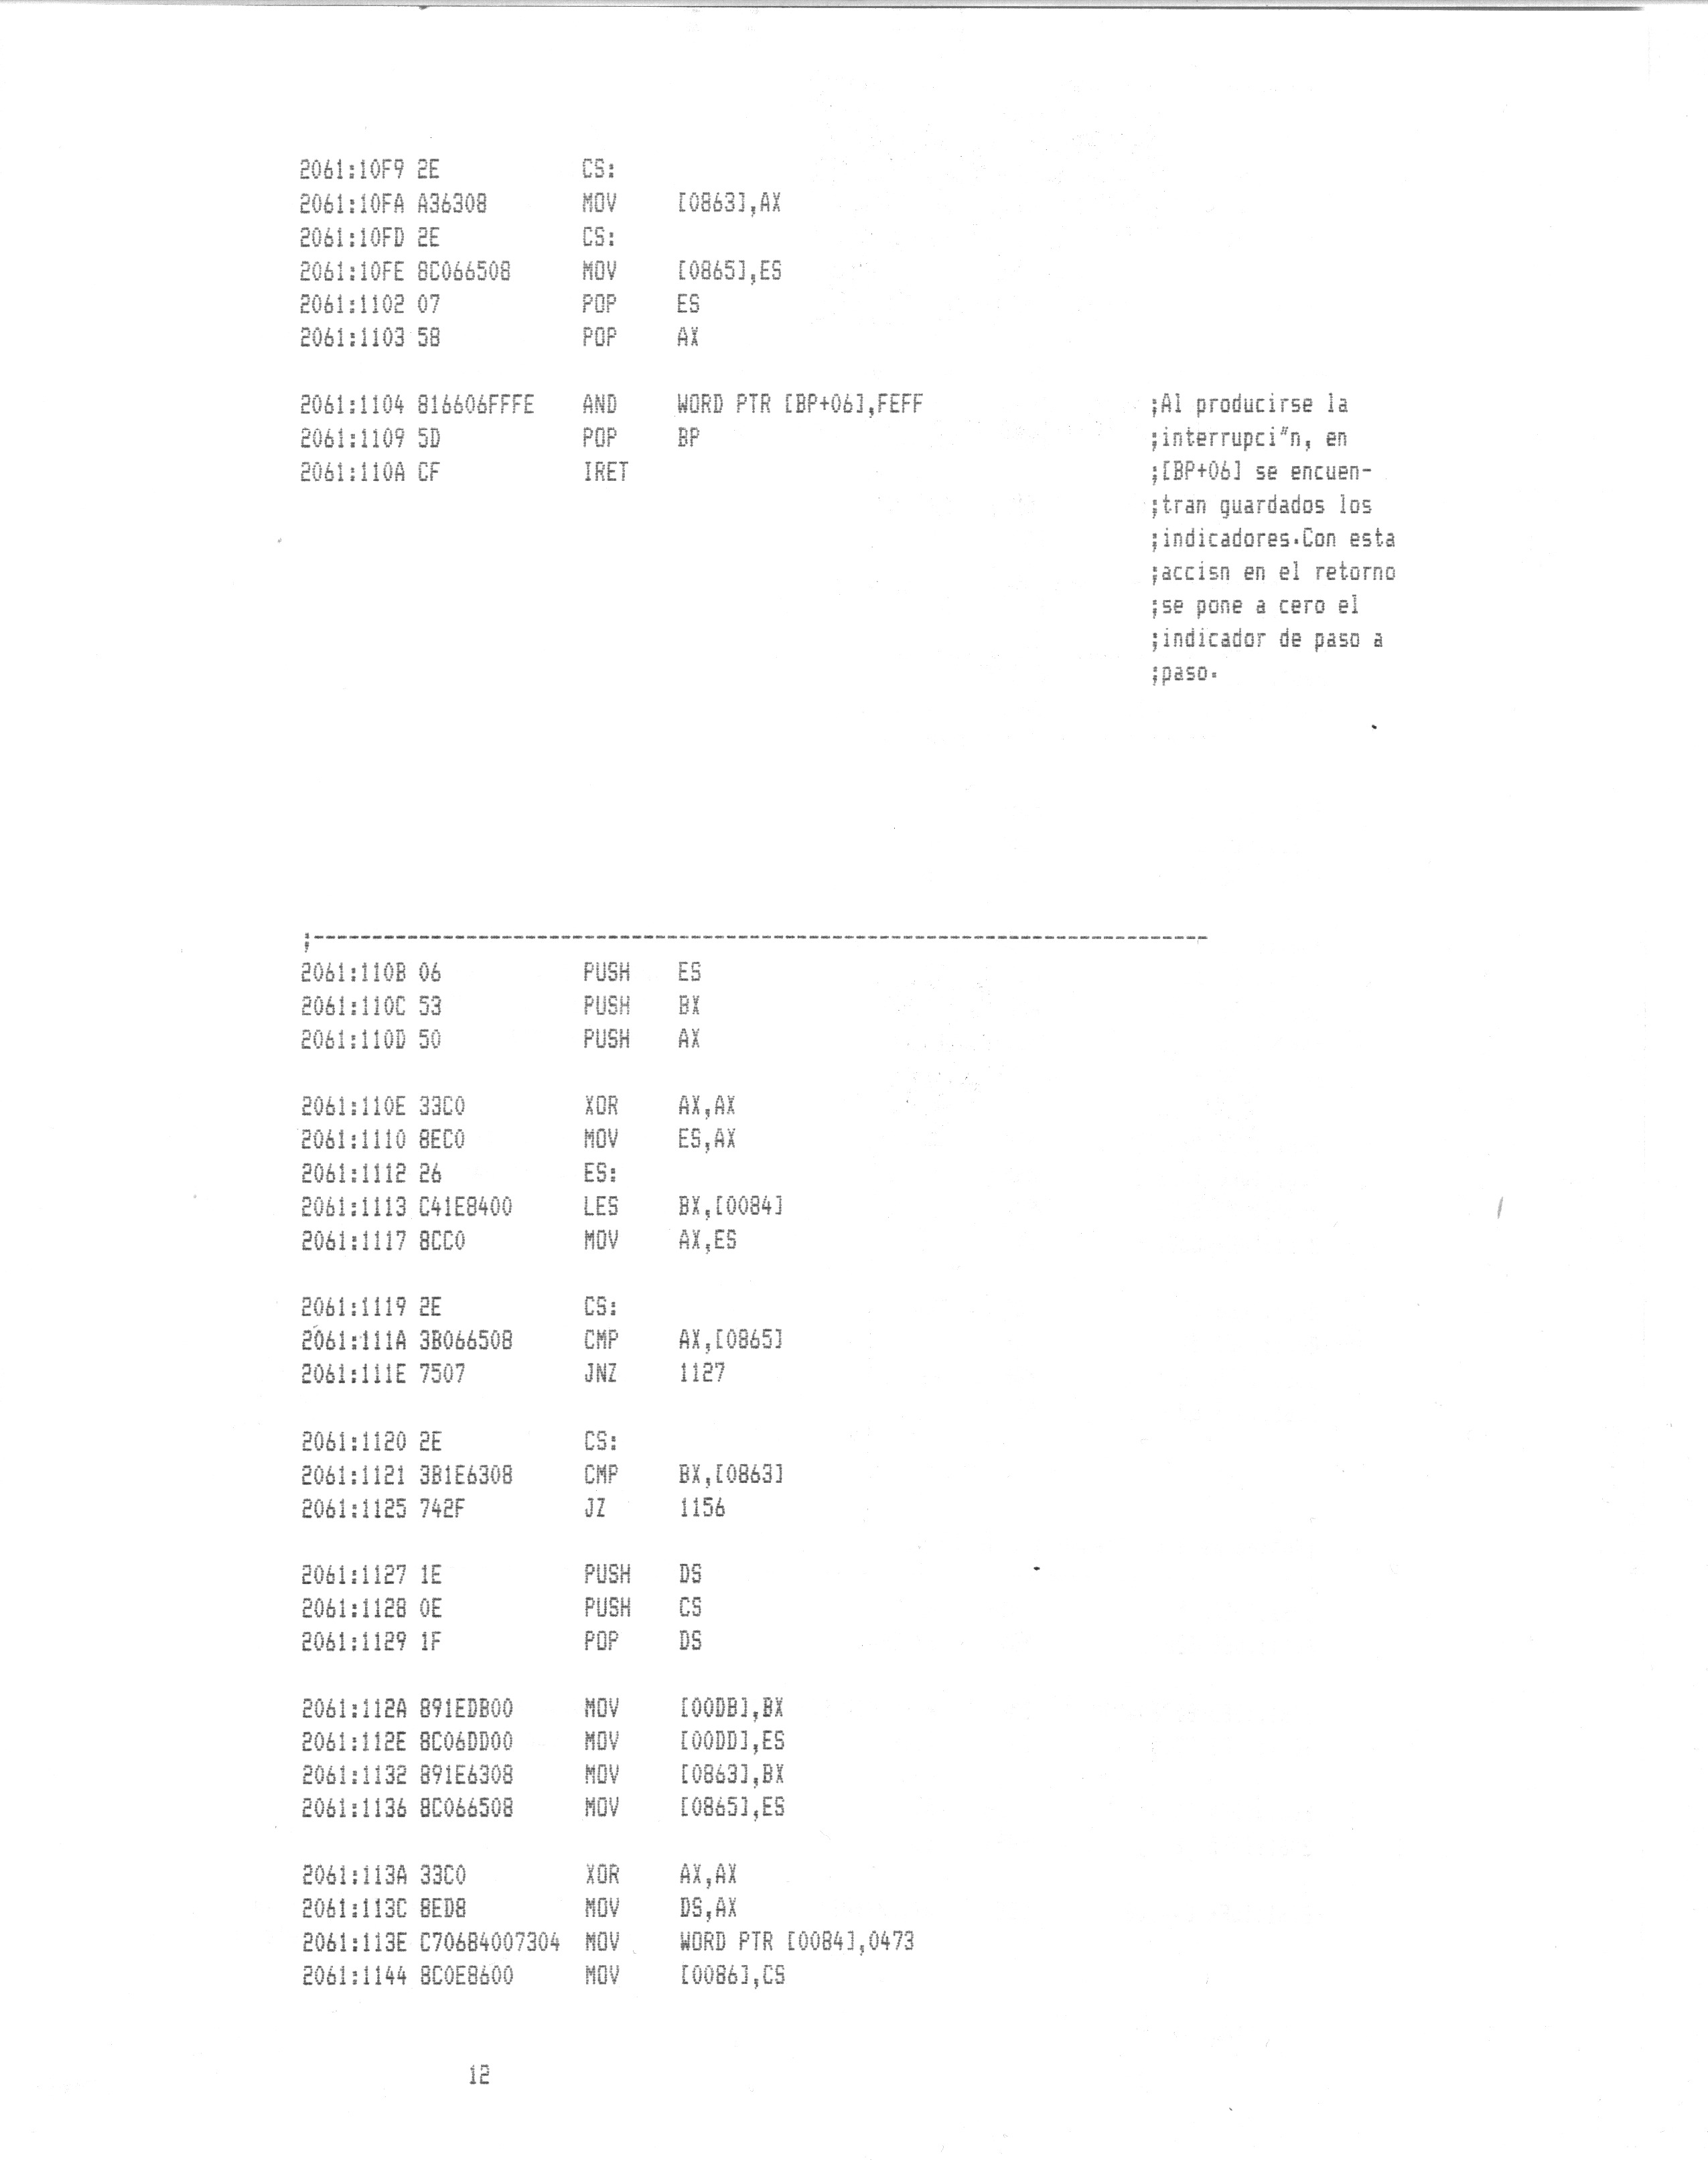 2061:10F9 2E CS:
2061:10FA A36308 MOV [0863],AX
2061:10FD 2E CS:
2061:10FE 8C066508 MOV [0865],ES
2061:1102 07 POP ES
2061:1103 58 POP AX
2061:1104 816606FFFE AND WORD PTR [BP+06],FEFF ;Al producirse la
2061:1109 5D POP BP ;interrupci"n, en
2061:110A CF IRET ;[BP+06] se encuen-
;tran guardados los
;indicadores.Con esta
;accisn en el retorno
;se pone a cero el
;indicador de paso a
;paso.
;-----------------------------------------------------------------------------
2061:110B 06 PUSH ES
2061:110C 53 PUSH BX
2061:110D 50 PUSH AX
2061:110E 33C0 XOR AX,AX
2061:1110 8EC0 MOV ES,AX
2061:1112 26 ES:
2061:1113 C41E8400 LES BX,[0084]
2061:1117 8CC0 MOV AX,ES
2061:1119 2E CS:
2061:111A 3B066508 CMP AX,[0865]
2061:111E 7507 JNZ 1127
2061:1120 2E CS:
2061:1121 3B1E6308 CMP BX,[0863]
2061:1125 742F JZ 1156
2061:1127 1E PUSH DS
2061:1128 0E PUSH CS
2061:1129 1F POP DS
2061:112A 891EDB00 MOV [00DB],BX
2061:112E 8C06DD00 MOV [00DD],ES
2061:1132 891E6308 MOV [0863],BX
2061:1136 8C066508 MOV [0865],ES
2061:113A 33C0 XOR AX,AX
2061:113C 8ED8 MOV DS,AX
2061:113E C70684007304 MOV WORD PTR [0084],0473
2061:1144 8C0E8600 MOV [0086],CS
12